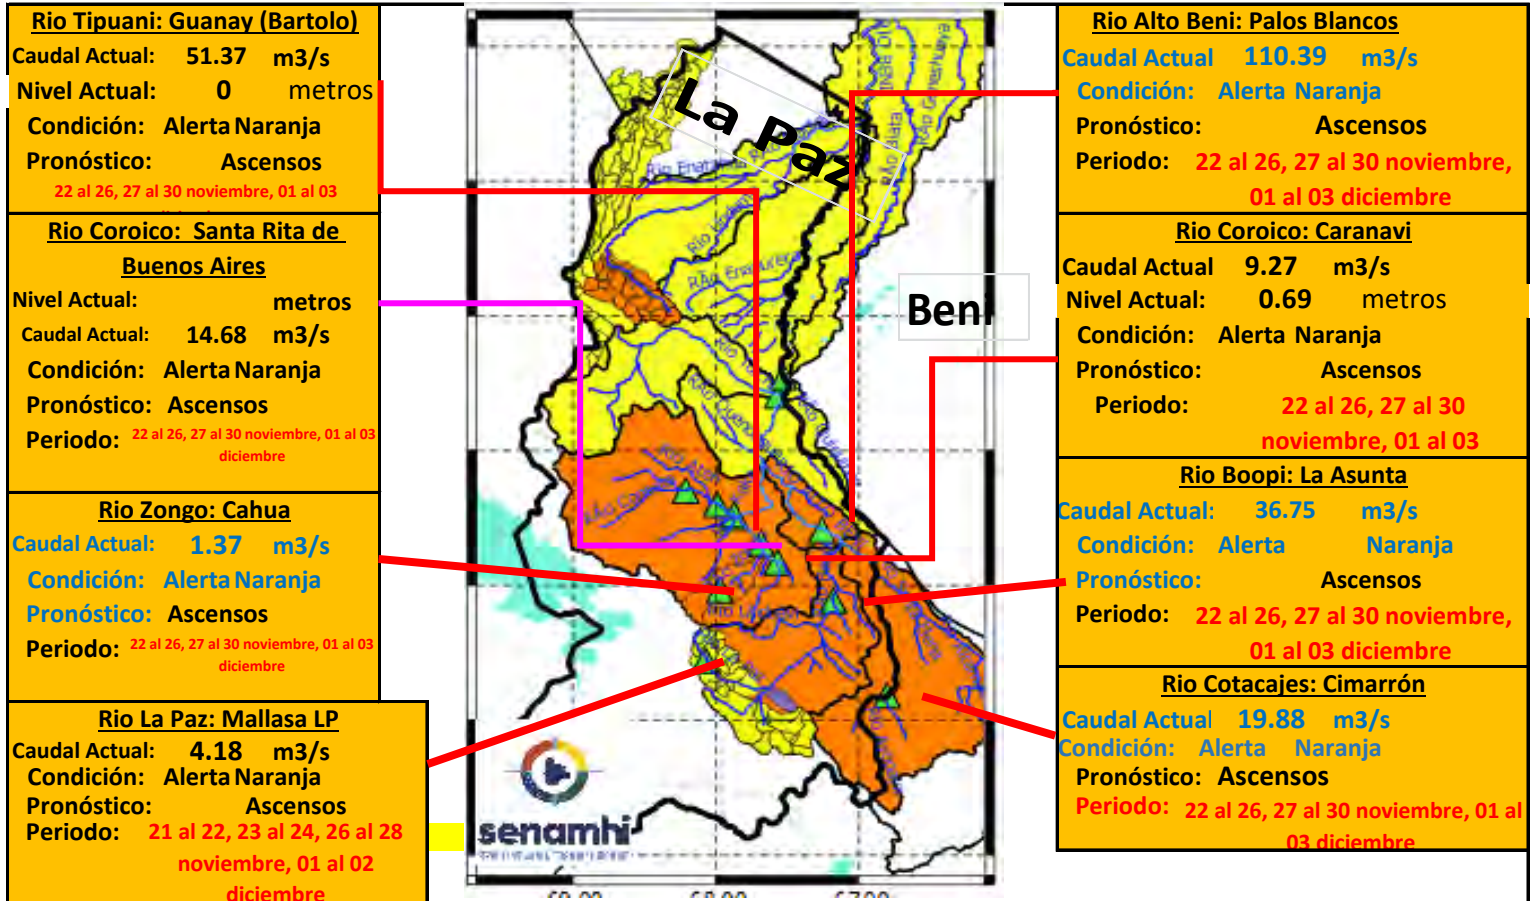 Rio Tipuani: Guanay (Bartolo)
Caudal Actual: 51.37 m3/s
Nivel Actual: 0 metros
Condición: Alerta Naranja
Pronóstico: Ascensos
22 al 26, 27 al 30 noviembre, 01 al 03
Rio Coroico: Santa Rita de
Buenos Aires
Nivel Actual: metros
Caudal Actual: 14.68 m3/s
Condición: Alerta Naranja
Pronóstico: Ascensos
Periodo: 22 al 26, 27 al 30 noviembre, 01 al 03
diciembre
Rio Zongo: Cahua
Caudal Actual: 1.37 m3/s
Condición: Alerta Naranja
Pronóstico: Ascensos
Periodo: 22 al 26, 27 al 30 noviembre, 01 al 03
diciembre
Rio La Paz: Mallasa LP
Caudal Actual: 4.18 m3/s
Condición: Alerta Naranja
Pronóstico: Ascensos
Periodo: 21 al 22, 23 al 24, 26 al 28
noviembre, 01 al 02
diciembre
La Paz
Beni
senamhi
Rio Alto Beni: Palos Blancos
Caudal Actual 110.39 m3/s
Condición: Alerta Naranja
Pronóstico: Ascensos
Periodo: 22 al 26, 27 al 30 noviembre,
01 al 03 diciembre
Rio Coroico: Caranavi
Caudal Actual 9.27 m3/s
Nivel Actual: 0.69 metros
Condición: Alerta Naranja
Pronóstico: Ascensos
Periodo: 22 al 26, 27 al 30
noviembre, 01 al 03
Rio Boopi: La Asunta
Caudal Actual: 36.75 m3/s
Condición: Alerta Naranja
Pronóstico: Ascensos
Periodo: 22 al 26, 27 al 30 noviembre,
01 al 03 diciembre
Rio Cotacajes: Cimarrón
Caudal Actual 19.88 m3/s
Condición: Alerta Naranja
Pronóstico: Ascensos
Periodo: 22 al 26, 27 al 30 noviembre, 01 al
03 diciembre